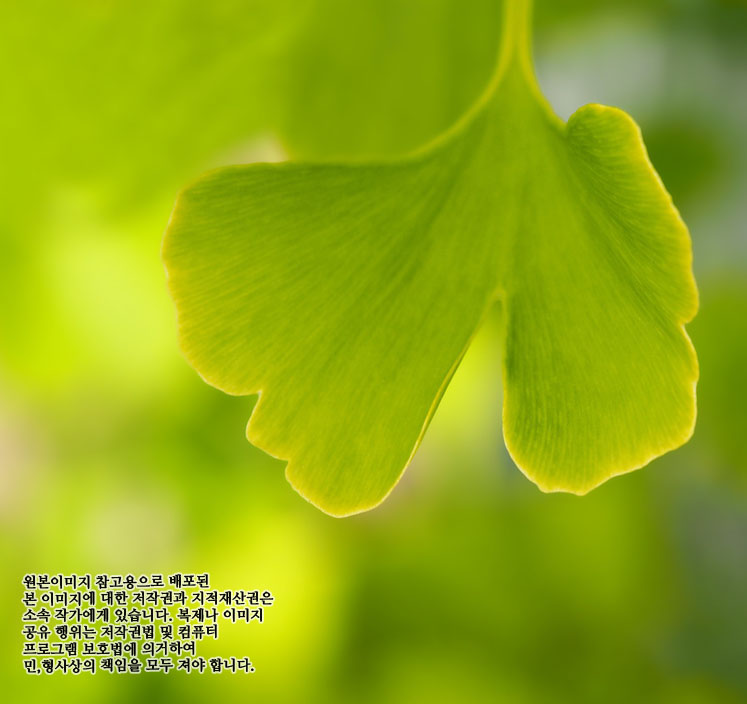 원본이미지 참고용으로 배포된
본 이미지에 대한 저작권과 지적재산권은
소속 작가에게 있습니다. 복제나 이미지
공유 행위는 저작권법 및 컴퓨터
프로그램 보호법에 의거하여
민,형사상의 책임을 모두 져야 합니다.